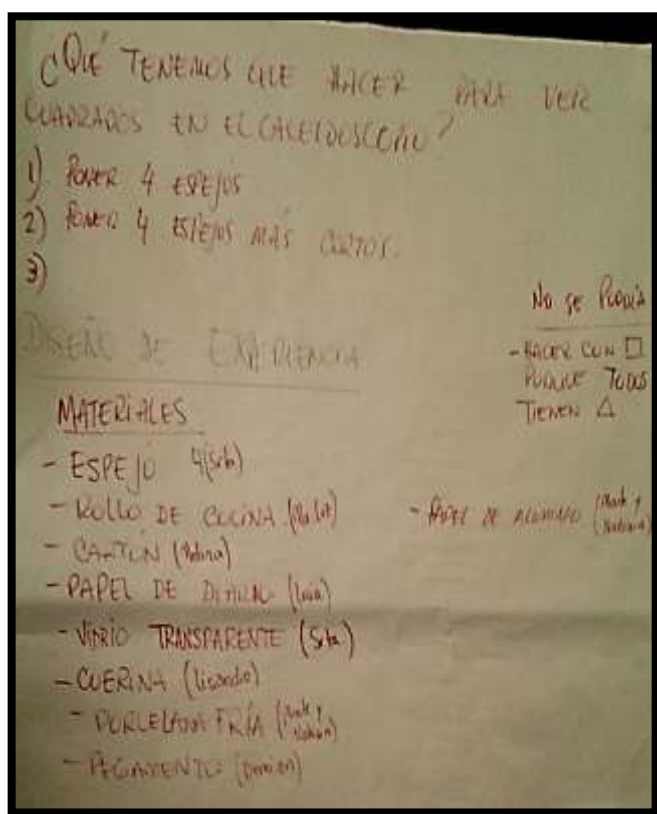 ¿QUÉ TENEMOS QUE HACER PARA VER
CUADRADOS EN EL CALEIDOSCOPIO?
1) PONER 4 ESPEJOS
2) PONER 4 ESPEJOS MÁS CORTOS.
3)
NO SE PODRÍA
- HACER CON □
PORQUE TODOS
TIENEN △
DISEÑO DE EXPERIENCIA
MATERIALES
- ESPEJO 4
- ROLLO DE COCINA
- PAPEL DE ALUMINIO
- CARTÓN
- PAPEL DE
- VIDRIO TRANSPARENTE
- CUERINA
- PORCELANA FRÍA
- PEGAMENTO